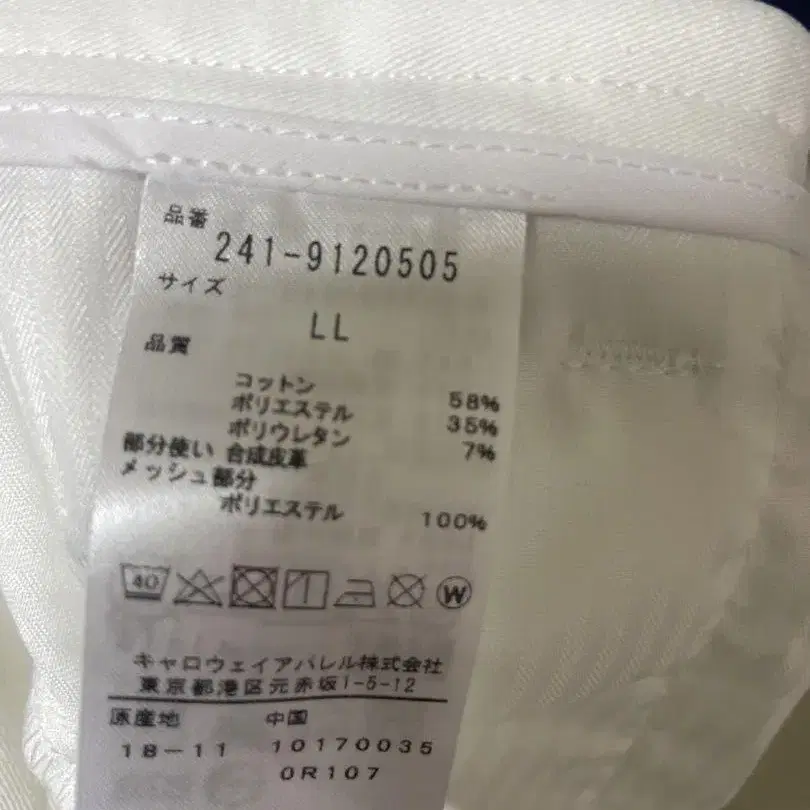 品番
241-9120505
サイズ
LL
品質
コットン 58%
ポリエステル 35%
ポリウレタン 7%
部分使い 合成皮革
メッシュ部分
ポリエステル 100%
40
W
キャロウェイアパレル株式会社
東京都港区元赤坂1-5-12
原産地 中国
18-11 10170035
0R107